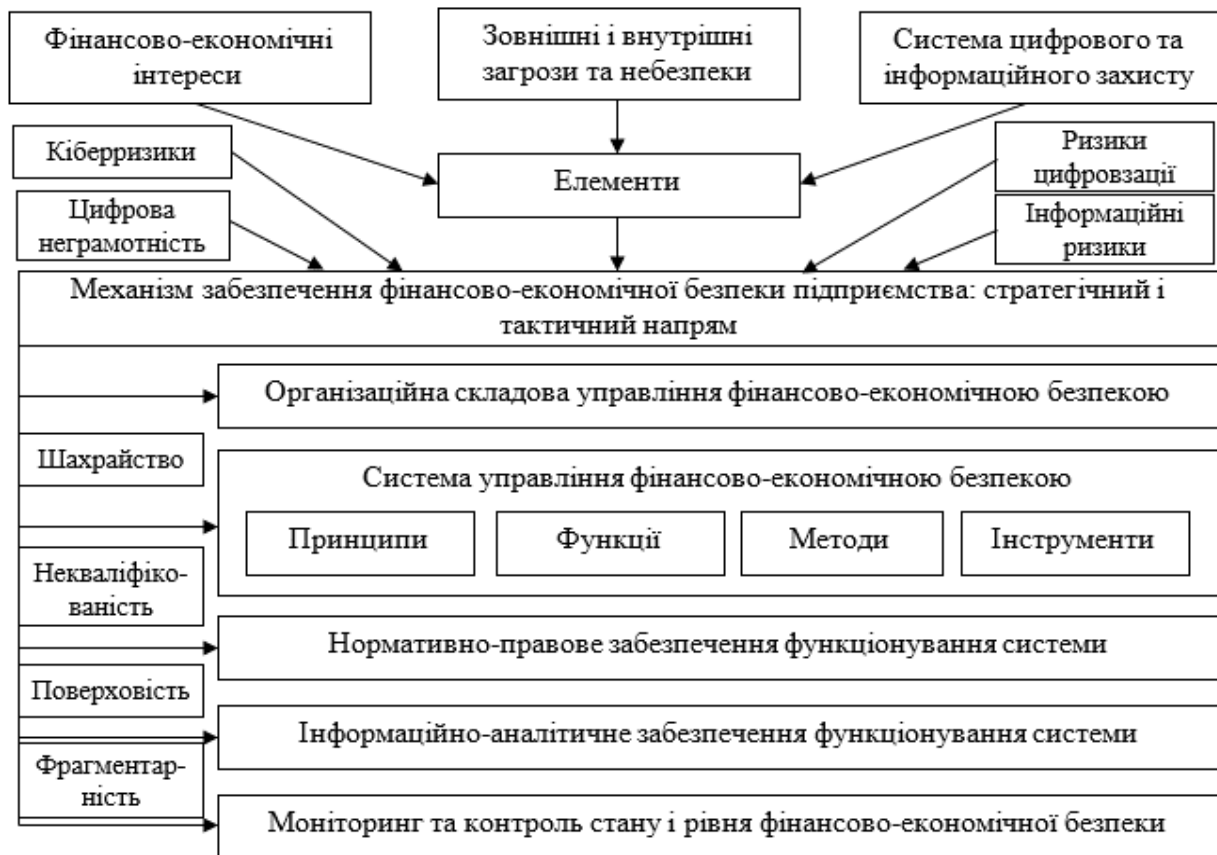 Фінансово-економічні
інтереси
Зовнішні і внутрішні
загрози та небезпеки
Система цифрового та
інформаційного захисту
Кіберризики
Елементи
Ризики
цифровзації
Цифрова
неграмотність
Інформаційні
ризики
Механізм забезпечення фінансово-економічної безпеки підприємства: стратегічний і
тактичний напрям
Організаційна складова управління фінансово-економічною безпекою
Шахрайство
Система управління фінансово-економічною безпекою
Принципи
Функції
Методи
Інструменти
Некваліфіко-
ваність
Нормативно-правове забезпечення функціонування системи
Поверховість
Інформаційно-аналітичне забезпечення функціонування системи
Фрагментар-
ність
Моніторинг та контроль стану і рівня фінансово-економічної безпеки